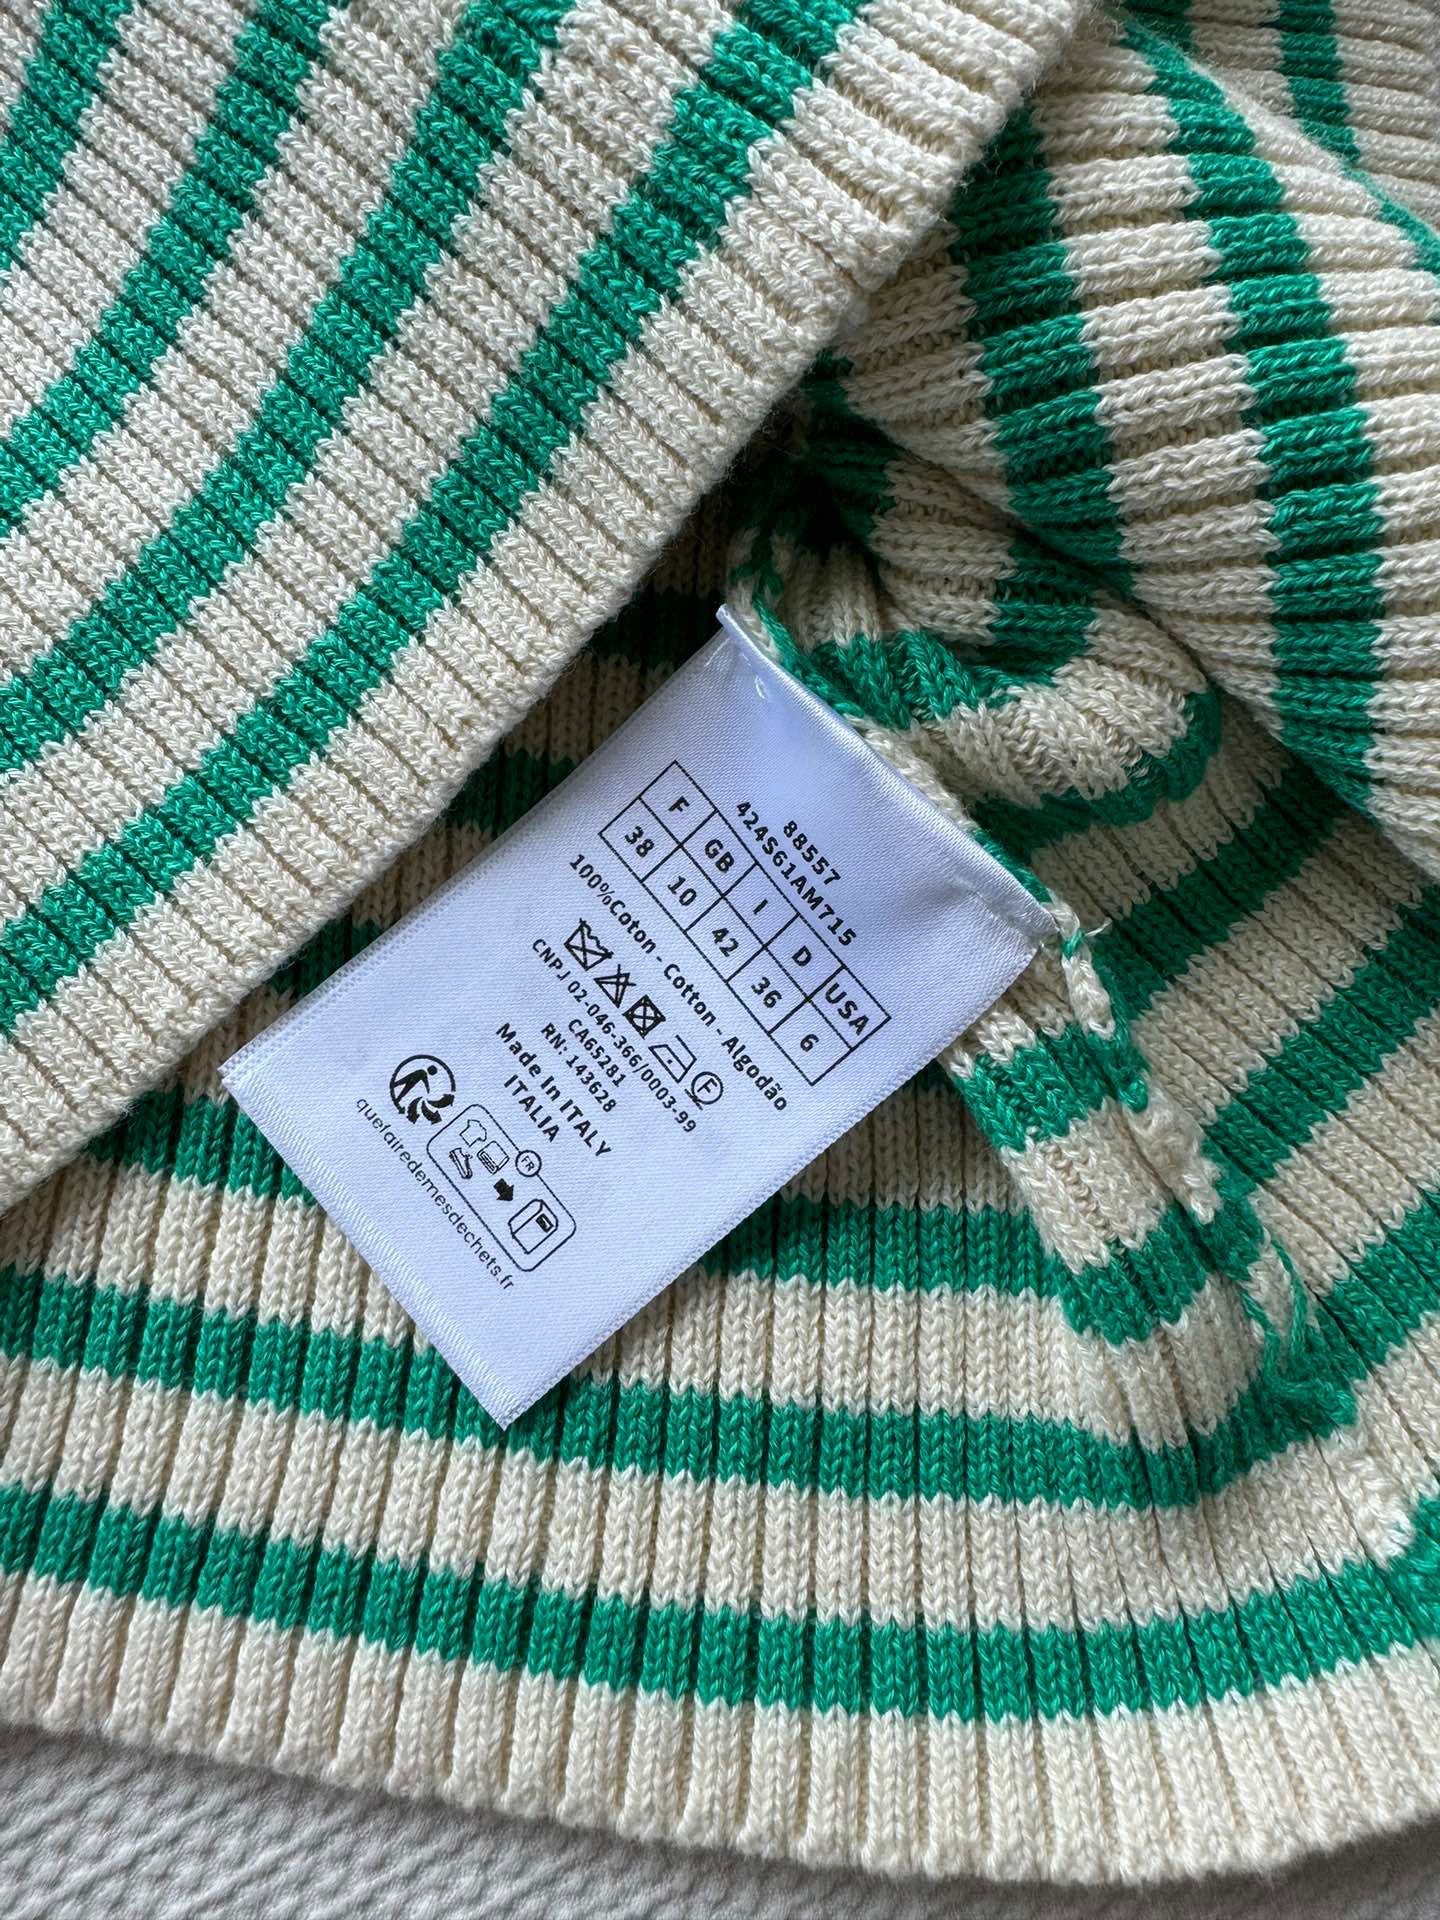 88557
424S61AM715
F GB I D USA
38 10 42 36 6
100%Coton - Cotton - Algodão
F
CNPJ 02-046-366/0003-99
CA65281
RN: 143628
Made In ITALY
ITALIA
FR
quefairedemesdechets.fr